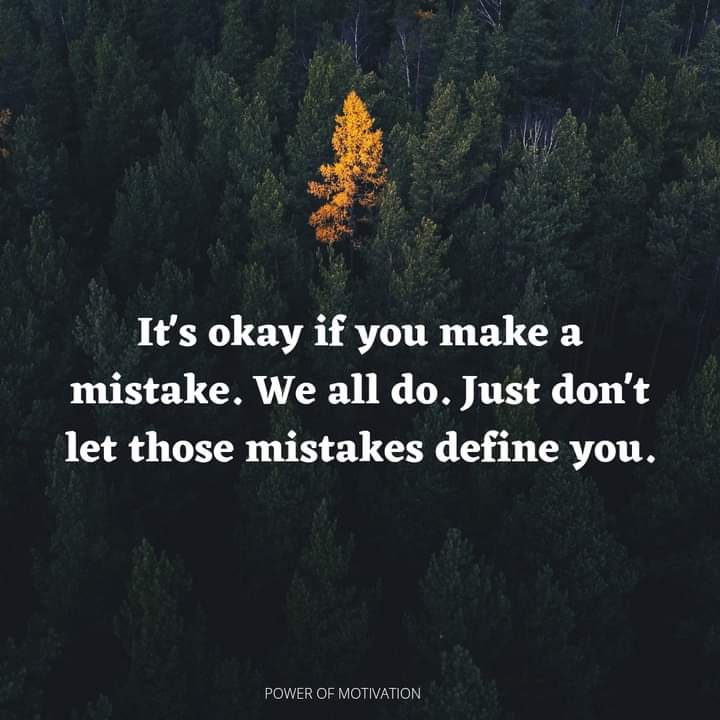 It's okay if you make a
mistake. We all do. Just don't
let those mistakes define you.
POWER OF MOTIVATION